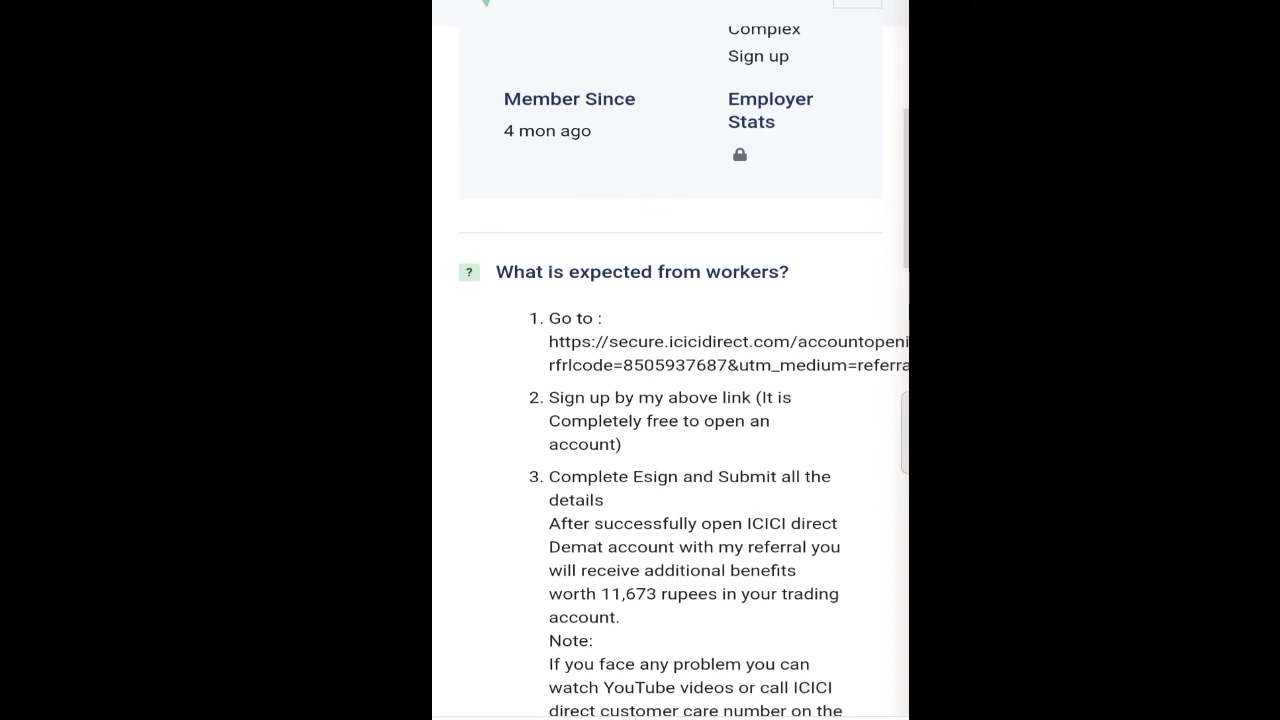 Complex
Sign up
Member Since
Employer
Stats
4 mon ago
? What is expected from workers?
1. Go to :
https://secure.icicidirect.com/accountopeni
rfrlcode=8505937687&utm_medium=referra
2. Sign up by my above link (It is
Completely free to open an
account)
3. Complete Esign and Submit all the
details
After successfully open ICICI direct
Demat account with my referral you
will receive additional benefits
worth 11,673 rupees in your trading
account.
Note:
If you face any problem you can
watch YouTube videos or call ICICI
direct customer care number on the